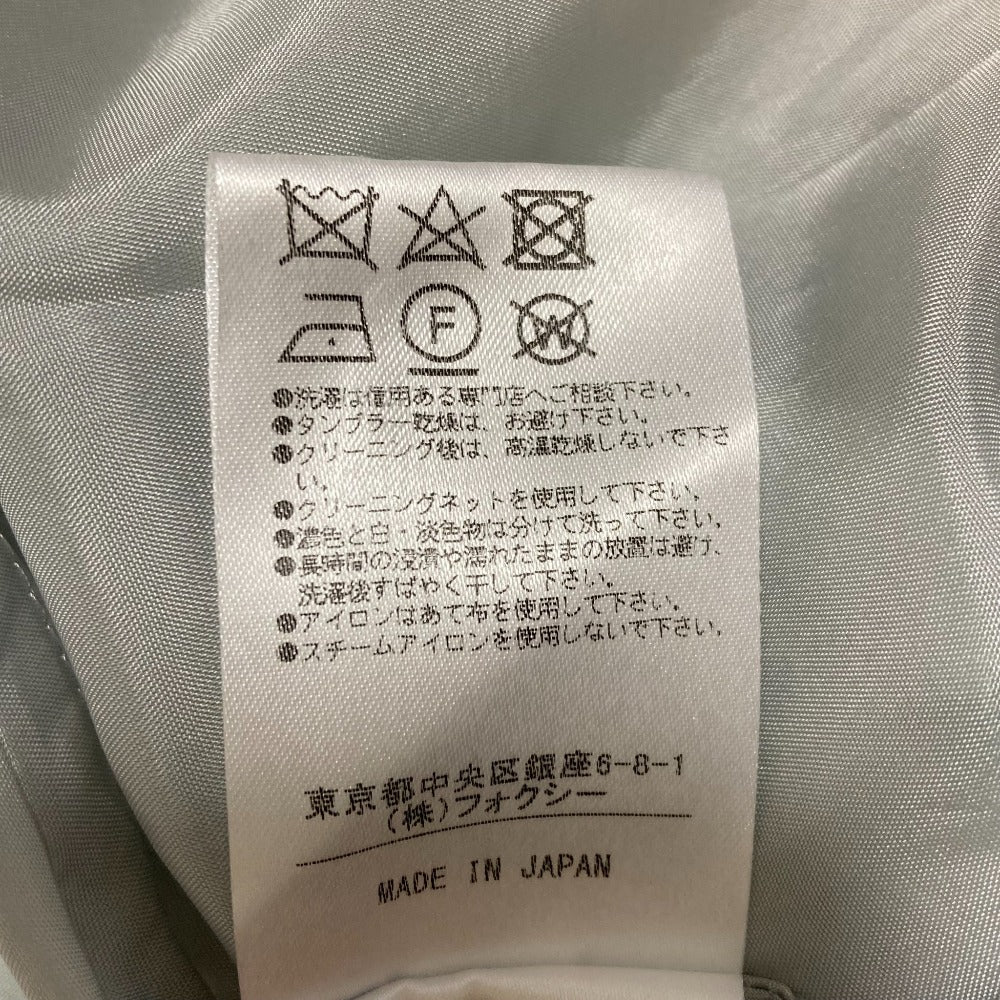 F
W
●洗濯は信用ある専門店へご相談下さい。
●タンブラー乾燥は、お避け下さい。
●クリーニング後は、高温乾燥しないで下さ
い。
●クリーニングネットを使用して下さい。
●濃色と白・淡色物は分けて洗って下さい。
●長時間の浸漬や濡れたままの放置は避け、
洗濯後すばやく干して下さい。
●アイロンはあて布を使用して下さい。
●スチームアイロンを使用しないで下さい。
東京都中央区銀座6-8-1
(株)フォクシー
MADE IN JAPAN